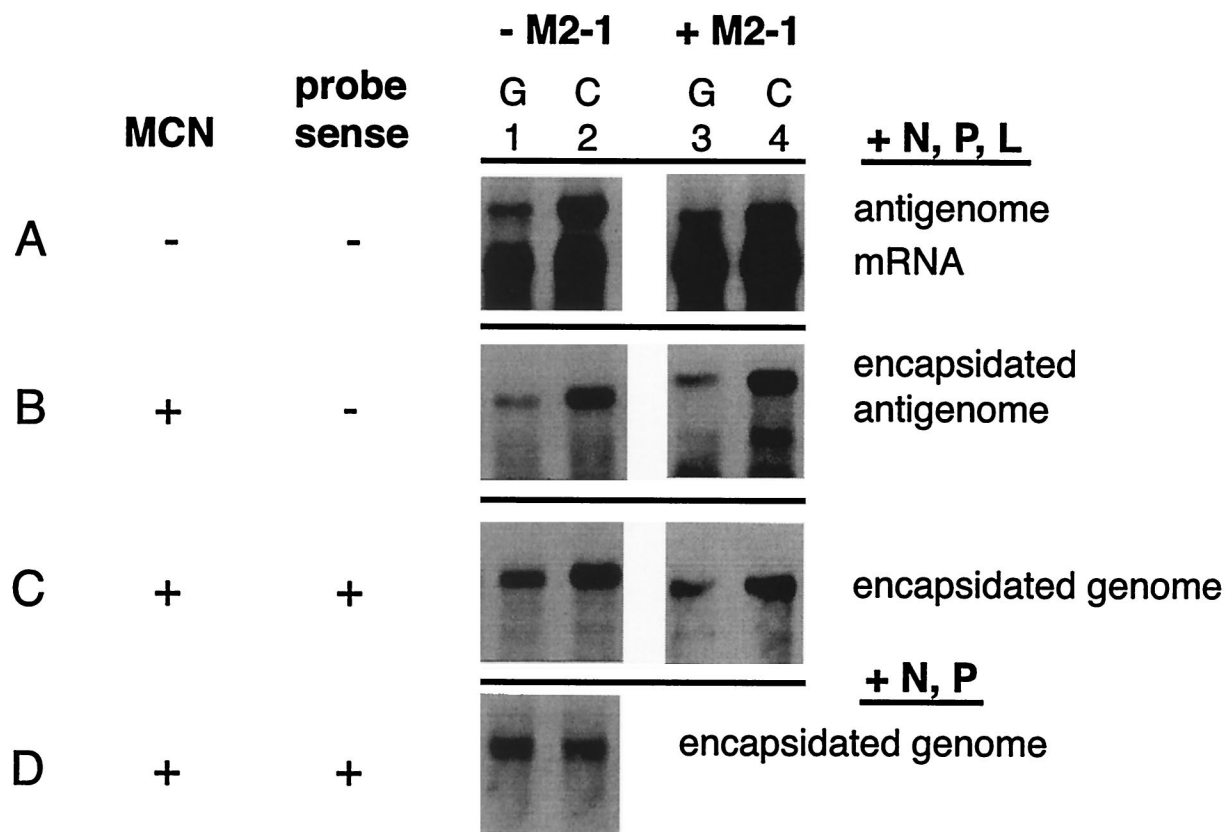 - M2-1 + M2-1
probe G C G C
MCN sense 1 2 3 4 + N, P, L
A - - antigenome
mRNA
B + - encapsidated
antigenome
C + + encapsidated genome
+ N, P
D + + encapsidated genome